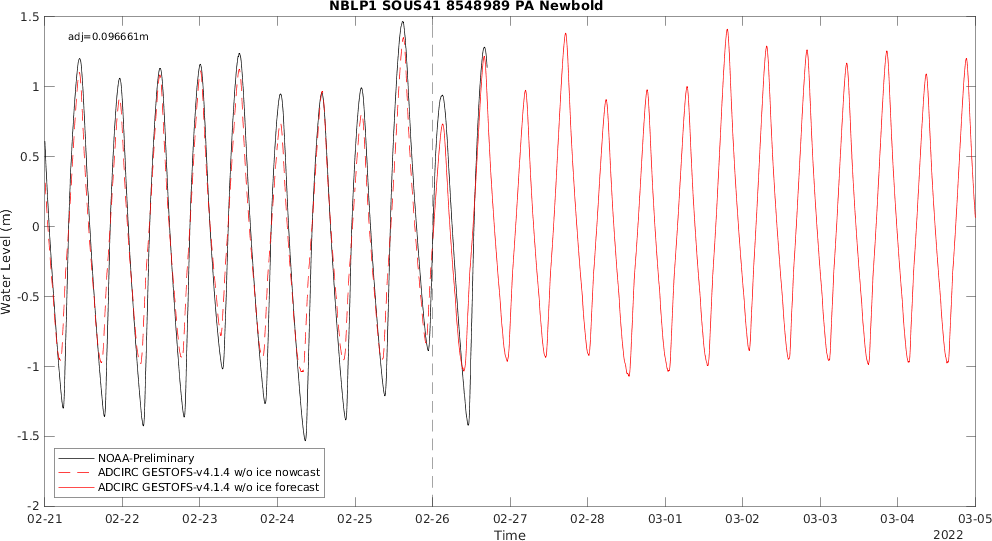 NBLP1 SOUS41 8548989 PA Newbold
adj=0.096661m
Water Level (m)
1.5
1
0.5
0
-0.5
-1
-1.5
-2
NOAA-Preliminary
ADCIRC GESTOFS-v4.1.4 w/o ice nowcast
ADCIRC GESTOFS-v4.1.4 w/o ice forecast
02-21 02-22 02-23 02-24 02-25 02-26 02-27 02-28 03-01 03-02 03-03 03-04 03-05
Time
2022